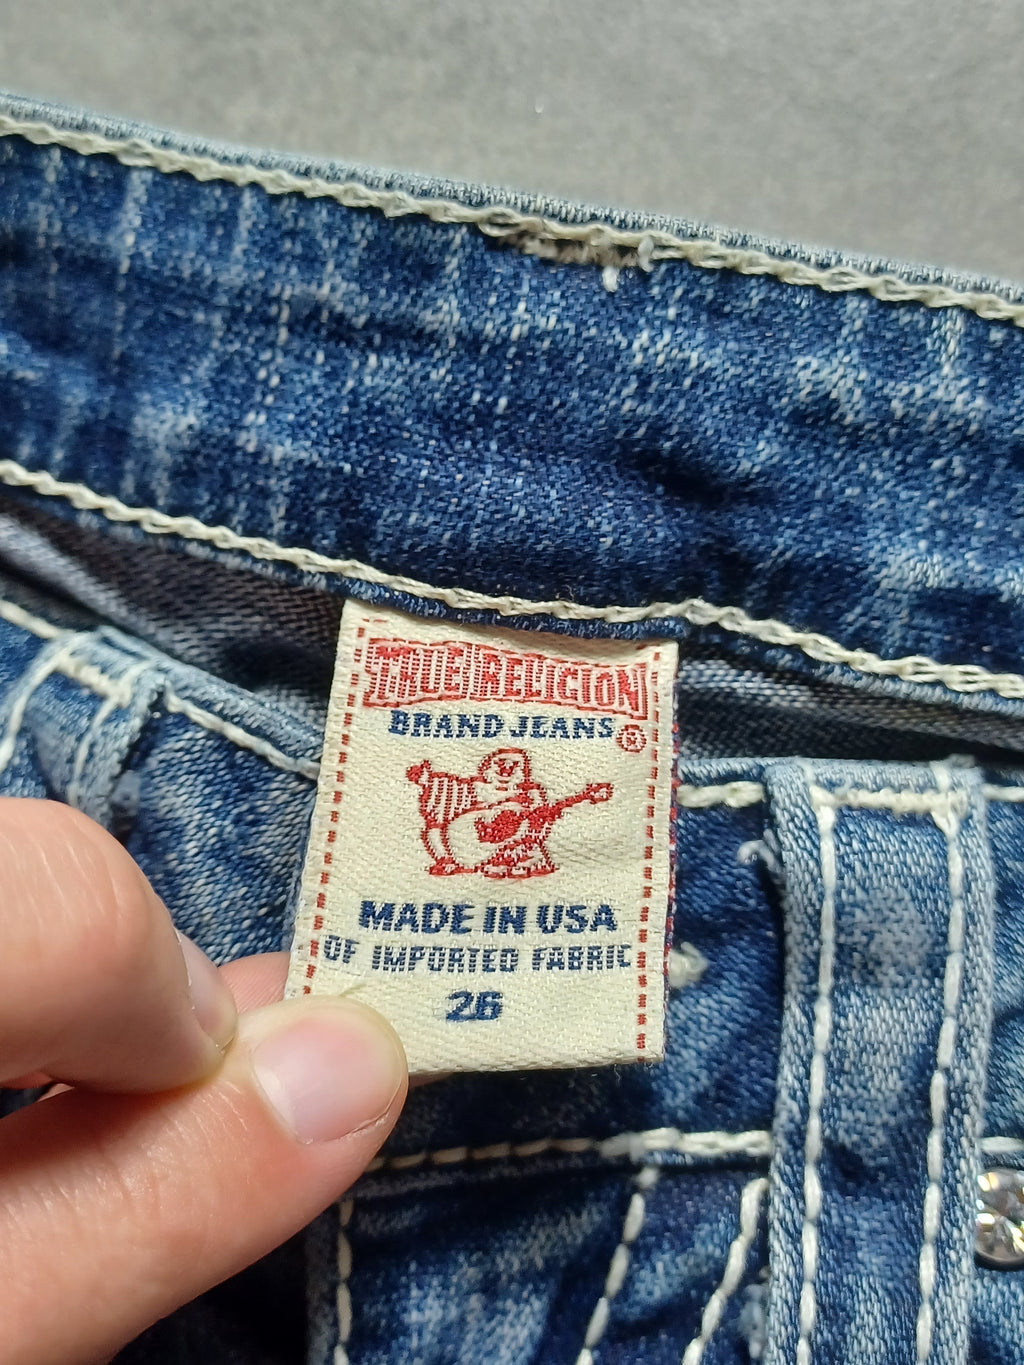 TRUE RELIGION
BRAND JEANS ®
MADE IN USA
OF IMPORTED FABRIC
26